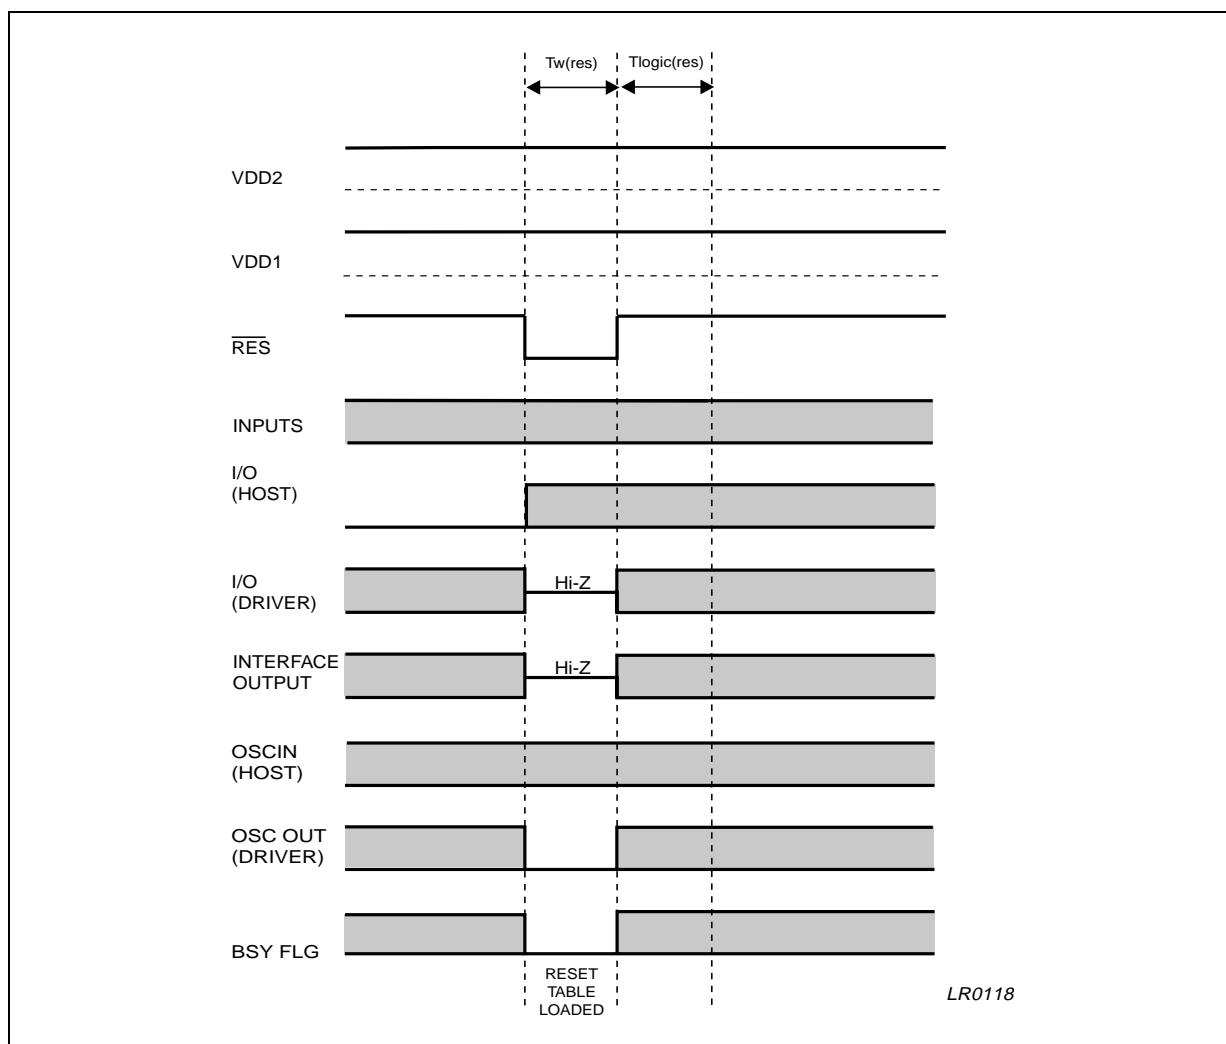 Tw(res) Tlogic(res)
VDD2
VDD1
RES
INPUTS
I/O
(HOST)
I/O
(DRIVER)
Hi-Z
INTERFACE
OUTPUT
Hi-Z
OSCIN
(HOST)
OSC OUT
(DRIVER)
BSY FLG
RESET
TABLE
LOADED
LR0118